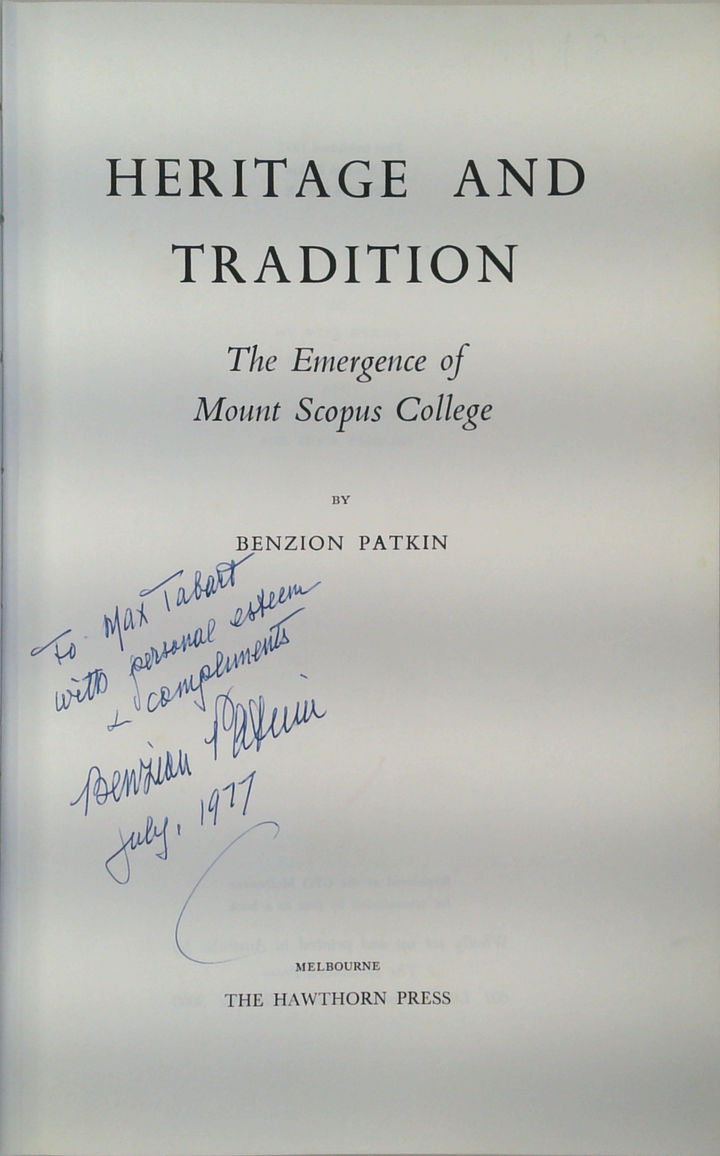 HERITAGE AND
TRADITION
The Emergence of
Mount Scopus College
BY
BENZION PATKIN
To Max Tabart
with personal esteem
& compliments
Benzion Patkin
July, 1977
MELBOURNE
THE HAWTHORN PRESS